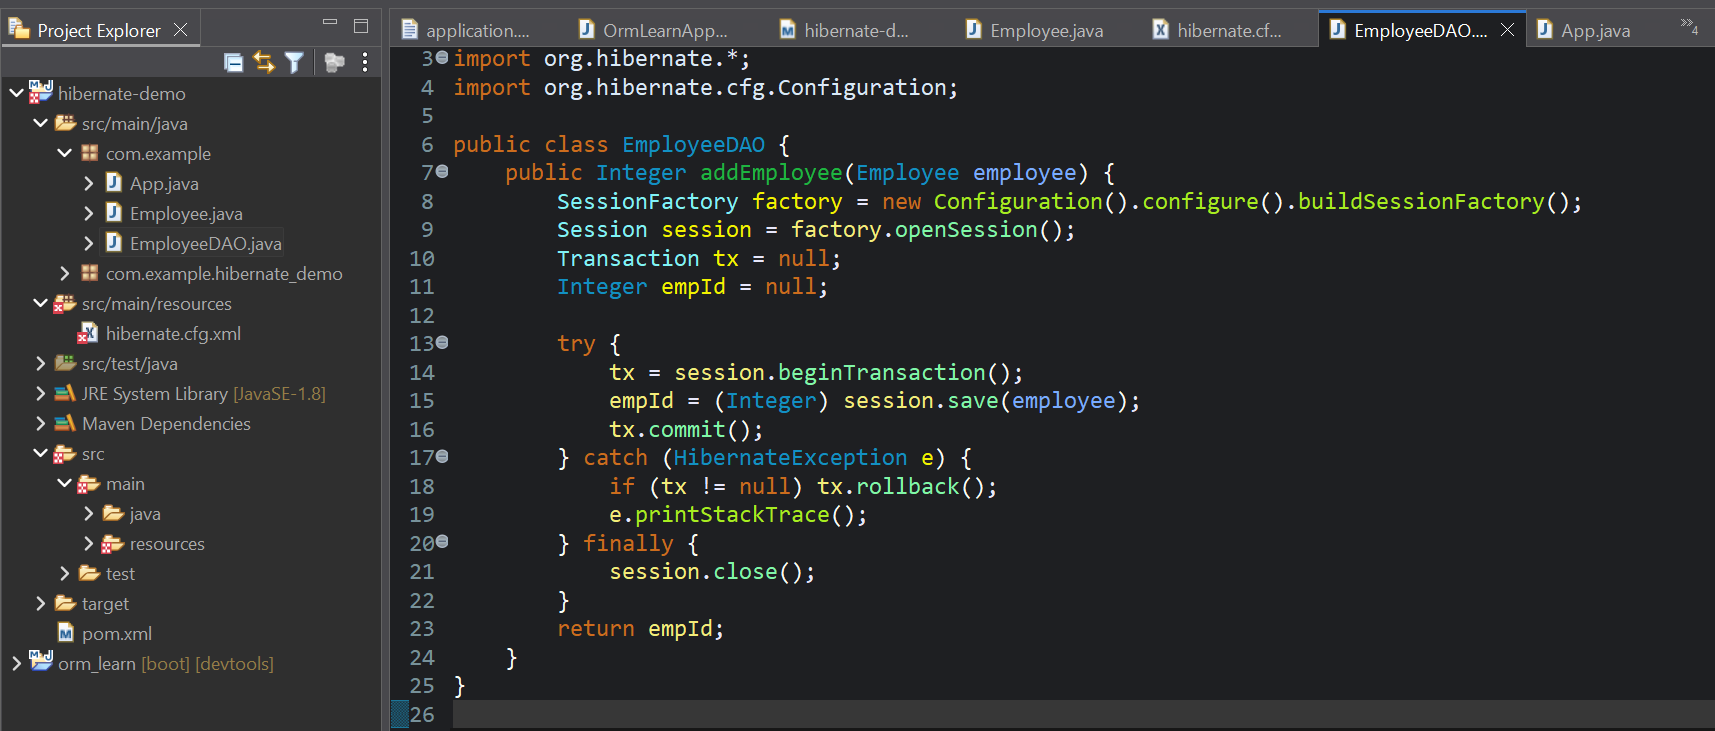 Project Explorer
hibernate-demo
src/main/java
com.example
App.java
Employee.java
EmployeeDAO.java
com.example.hibernate_demo
src/main/resources
hibernate.cfg.xml
src/test/java
JRE System Library [JavaSE-1.8]
Maven Dependencies
src
main
java
resources
test
target
pom.xml
orm_learn [boot] [devtools]
application.... OrmLearnApp... hibernate-d... Employee.java hibernate.cf... EmployeeDAO.... App.java »4
3 import org.hibernate.*;
4 import org.hibernate.cfg.Configuration;
5
6 public class EmployeeDAO {
7     public Integer addEmployee(Employee employee) {
8         SessionFactory factory = new Configuration().configure().buildSessionFactory();
9         Session session = factory.openSession();
10         Transaction tx = null;
11         Integer empId = null;
12
13         try {
14             tx = session.beginTransaction();
15             empId = (Integer) session.save(employee);
16             tx.commit();
17         } catch (HibernateException e) {
18             if (tx != null) tx.rollback();
19             e.printStackTrace();
20         } finally {
21             session.close();
22         }
23         return empId;
24     }
25 }
26